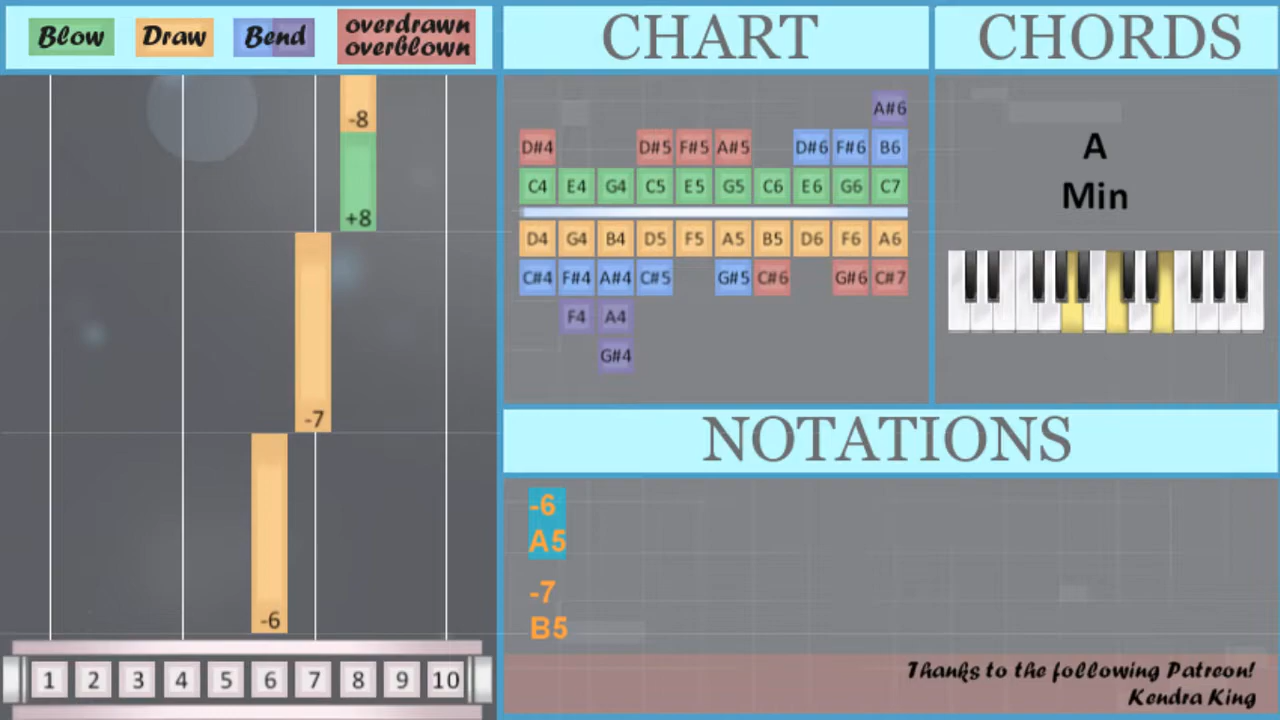 Blow Draw Bend overdrawn
overblown
CHART
CHORDS
-8
+8
-7
-6
1 2 3 4 5 6 7 8 9 10
A#6
D#4 D#5 F#5 A#5 D#6 F#6 B6
C4 E4 G4 C5 E5 G5 C6 E6 G6 C7
D4 G4 B4 D5 F5 A5 B5 D6 F6 A6
C#4 F#4 A#4 C#5 G#5 C#6 G#6 C#7
F4 A4
G#4
A
Min
NOTATIONS
-6
A5
-7
B5
Thanks to the following Patreon!
Kendra King